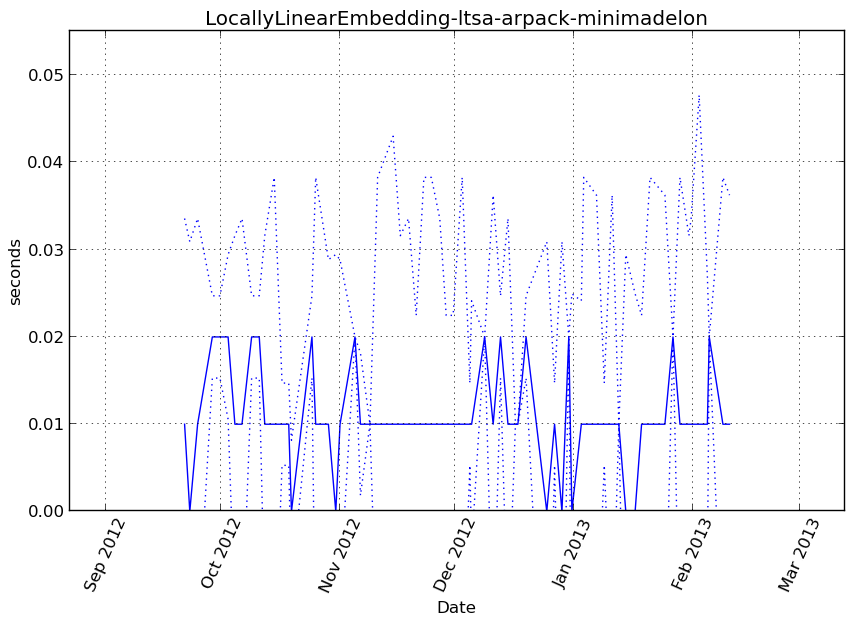 LocallyLinearEmbedding-ltsa-arpack-minimadelon
0.05
0.04
0.03
0.02
0.01
0.00
seconds
Sep 2012
Oct 2012
Nov 2012
Dec 2012
Jan 2013
Feb 2013
Mar 2013
Date